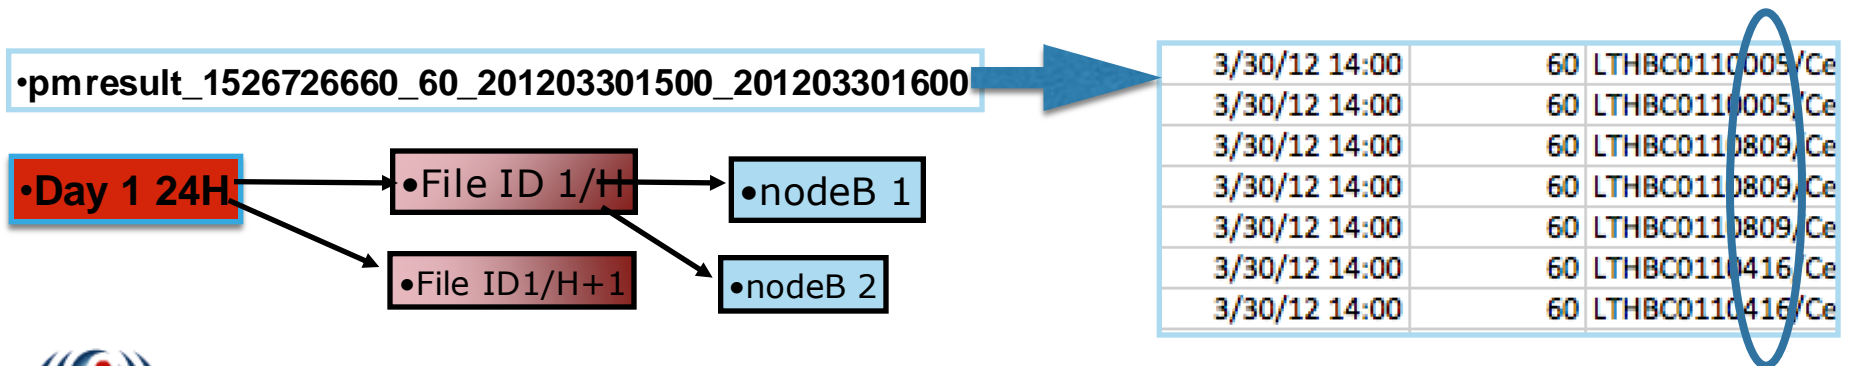 •pmresult_1526726660_60_201203301500_201203301600
•Day 1 24H
•File ID 1/H
•nodeB 1
•File ID1/H+1
•nodeB 2
3/30/12 14:00 60 LTHBC0110005/Ce
3/30/12 14:00 60 LTHBC0110005/Ce
3/30/12 14:00 60 LTHBC0110809/Ce
3/30/12 14:00 60 LTHBC0110809/Ce
3/30/12 14:00 60 LTHBC0110809/Ce
3/30/12 14:00 60 LTHBC0110416/Ce
3/30/12 14:00 60 LTHBC0110416/Ce